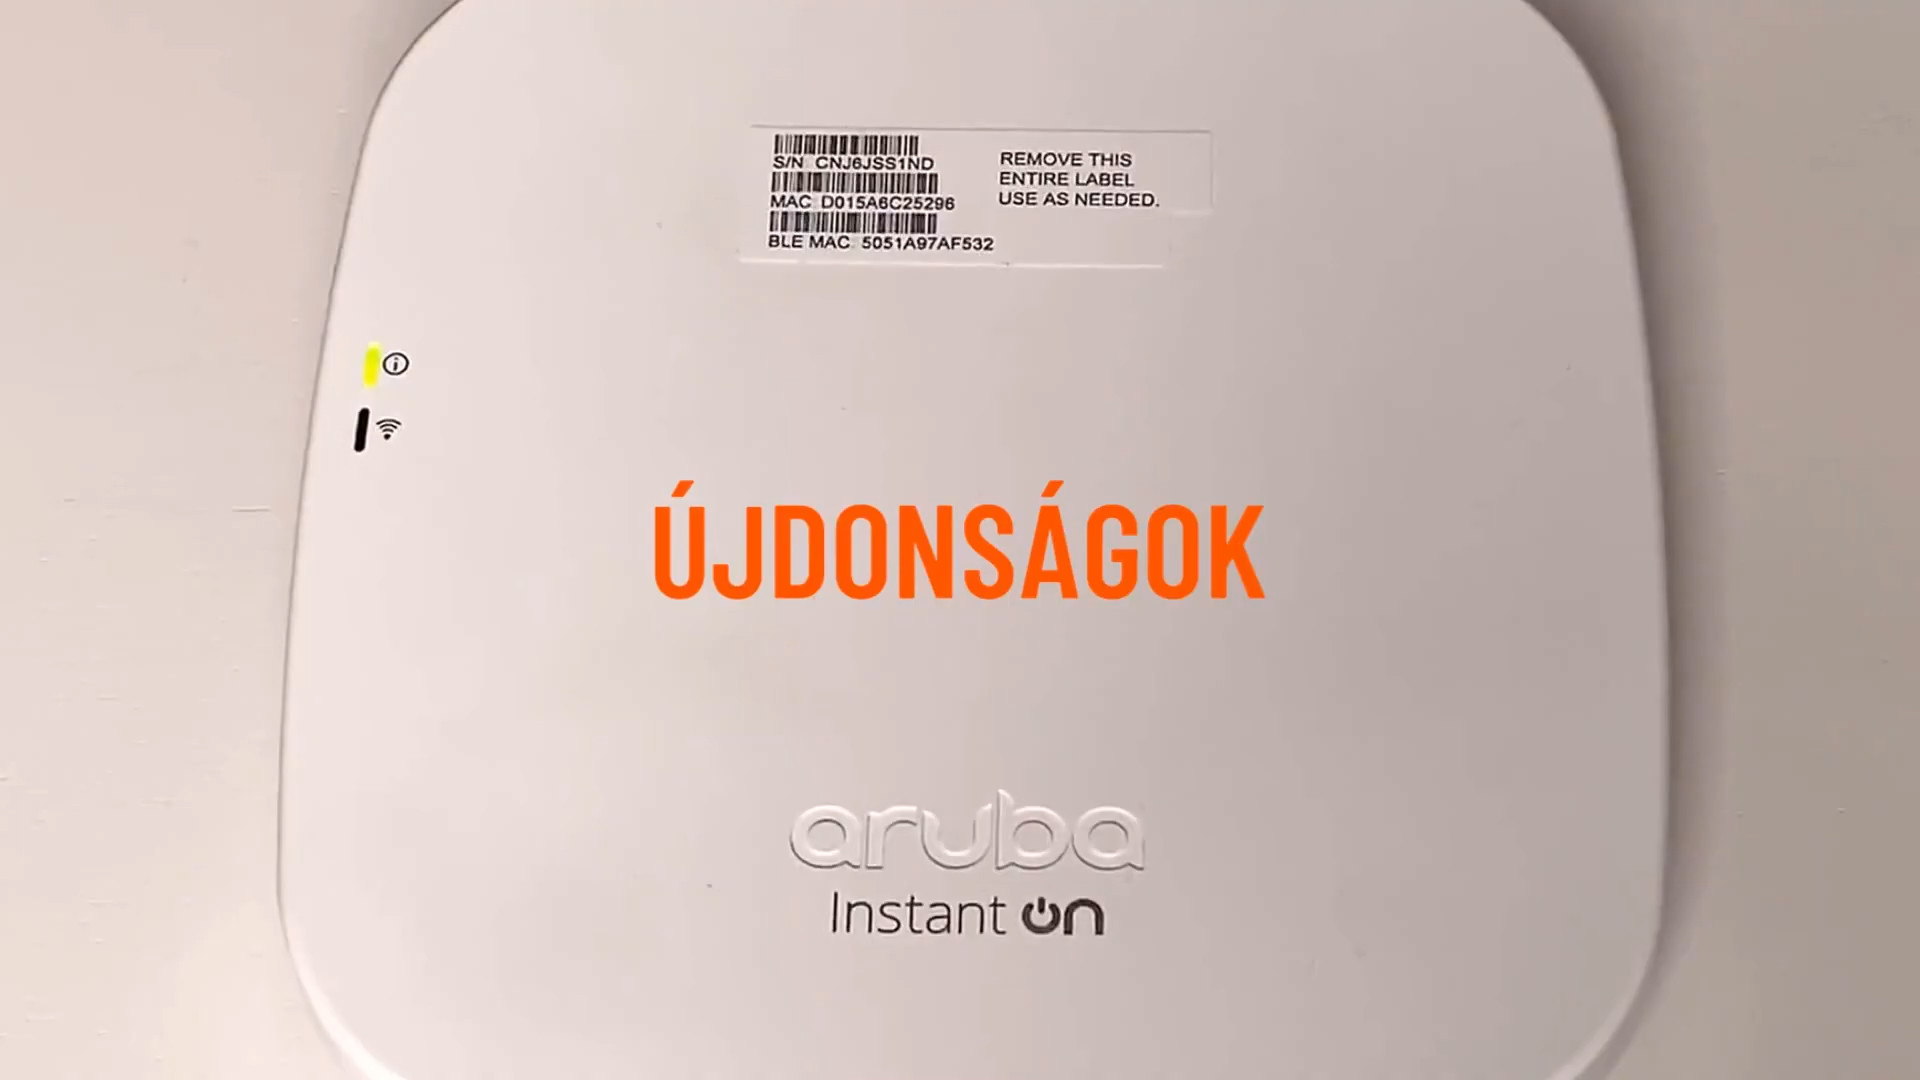 S/N CNJ6JSS1ND
MAC D015A6C25296
BLE MAC 5051A97AF532
REMOVE THIS
ENTIRE LABEL
USE AS NEEDED.
ÚJDONSÁGOK
aruba
Instant On